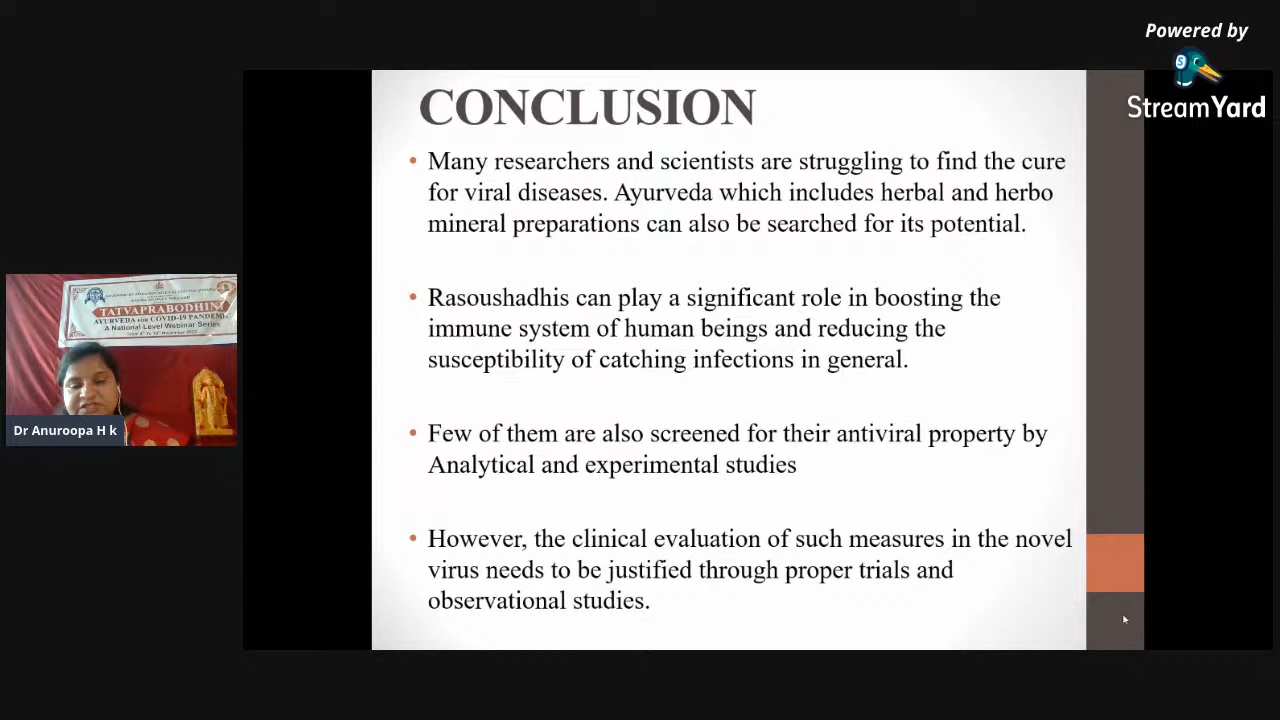 Powered by
StreamYard
CONCLUSION
• Many researchers and scientists are struggling to find the cure
for viral diseases. Ayurveda which includes herbal and herbo
mineral preparations can also be searched for its potential.
• Rasoushadhis can play a significant role in boosting the
immune system of human beings and reducing the
susceptibility of catching infections in general.
• Few of them are also screened for their antiviral property by
Analytical and experimental studies
• However, the clinical evaluation of such measures in the novel
virus needs to be justified through proper trials and
observational studies.
TATVAPRABODHINI
AYURVEDA FOR COVID-19 PANDEMIC
A National Level Webinar Series
Dr Anuroopa H k